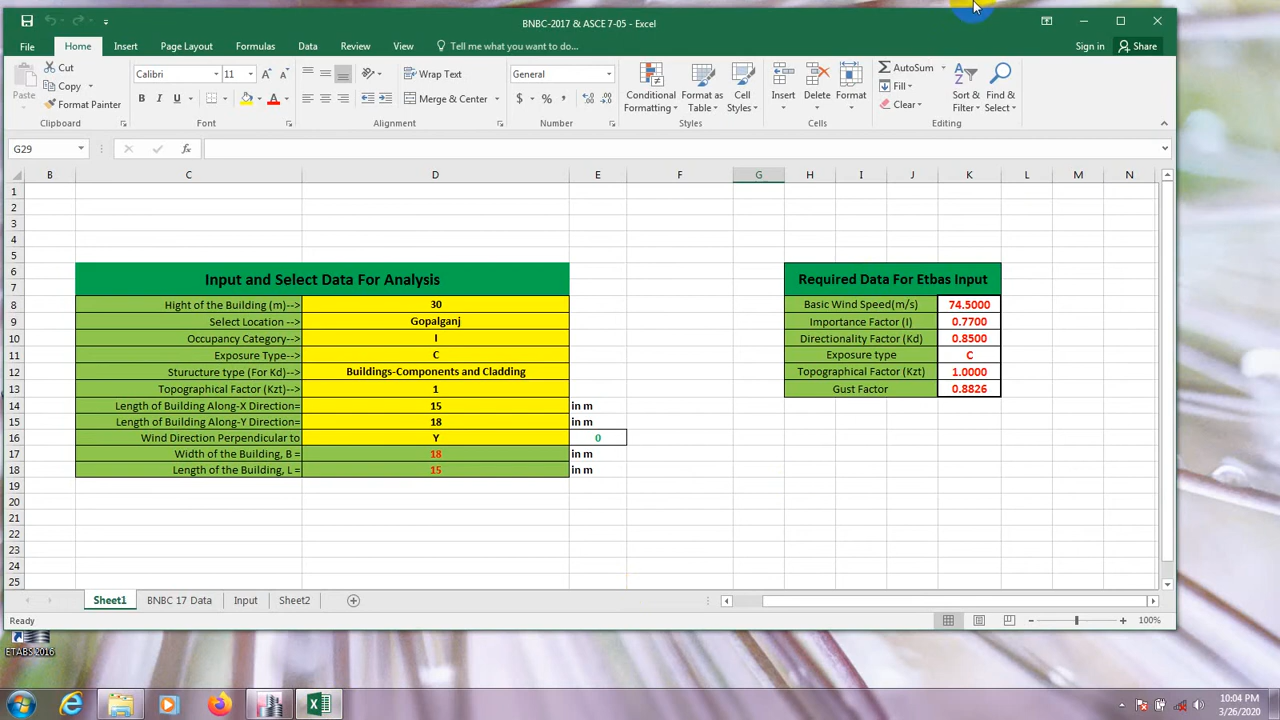 BNBC-2017 & ASCE 7-05 - Excel
File Home Insert Page Layout Formulas Data Review View Tell me what you want to do... Sign in Share
Cut
Copy
Format Painter
Paste
Clipboard
Calibri 11
B I U
Font
Wrap Text
Merge & Center
Alignment
General
$ % ,
Number
Conditional Formatting
Format as Table
Cell Styles
Styles
Insert Delete Format
Cells
AutoSum
Fill
Clear
Sort & Filter
Find & Select
Editing
G29
fx
B C D E F G H I J K L M N
1
2
3
4
5
6 Input and Select Data For Analysis Required Data For Etbas Input
7
8 Hight of the Building (m)--> 30 Basic Wind Speed(m/s) 74.5000
9 Select Location --> Gopalganj Importance Factor (I) 0.7700
10 Occupancy Category--> I Directionality Factor (Kd) 0.8500
11 Exposure Type--> C Exposure type C
12 Sturucture type (For Kd)--> Buildings-Components and Cladding Topographical Factor (Kzt) 1.0000
13 Topographical Factor (Kzt)--> 1 Gust Factor 0.8826
14 Length of Building Along-X Direction= 15 in m
15 Length of Building Along-Y Direction= 18 in m
16 Wind Direction Perpendicular to Y 0
17 Width of the Building, B = 18 in m
18 Length of the Building, L = 15 in m
19
20
21
22
23
24
25
Sheet1 BNBC 17 Data Input Sheet2
Ready 100%
ETABS 2016
10:04 PM
3/26/2020